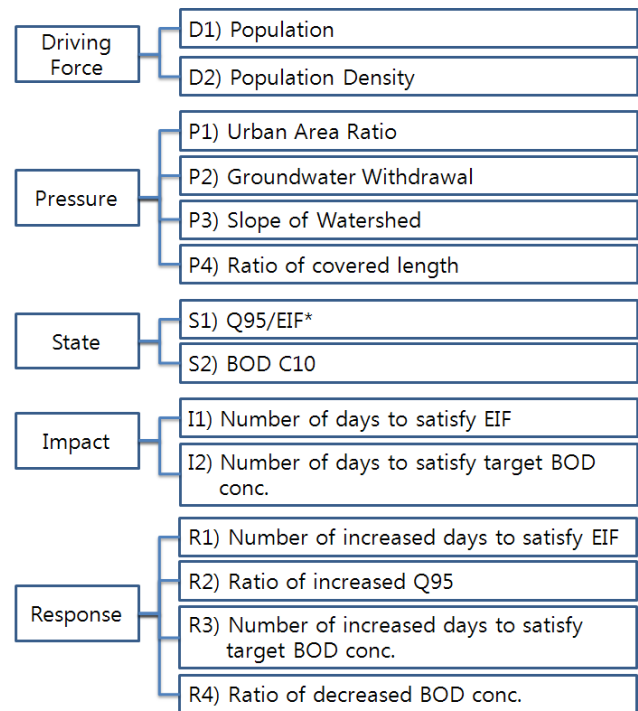 Driving
Force
D1) Population
D2) Population Density
Pressure
P1) Urban Area Ratio
P2) Groundwater Withdrawal
P3) Slope of Watershed
P4) Ratio of covered length
State
S1) Q95/EIF*
S2) BOD C10
Impact
I1) Number of days to satisfy EIF
I2) Number of days to satisfy target BOD
conc.
Response
R1) Number of increased days to satisfy EIF
R2) Ratio of increased Q95
R3) Number of increased days to satisfy
target BOD conc.
R4) Ratio of decreased BOD conc.